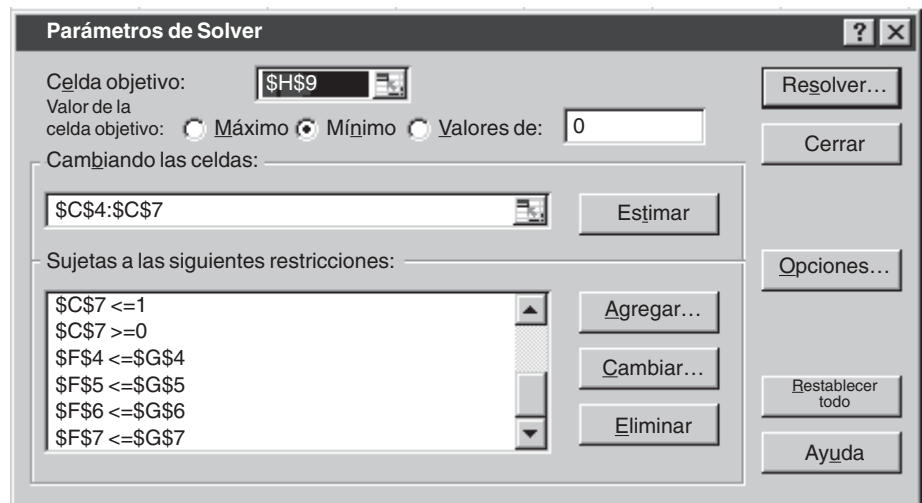 Parámetros de Solver
? X
Celda objetivo: $H$9
Resolver…
Valor de la
celda objetivo: Máximo Mínimo Valores de: 0
Cerrar
Cambiando las celdas:
$C$4:$C$7
Estimar
Sujetas a las siguientes restricciones:
Opciones…
$C$7 <=1
$C$7 >=0
$F$4 <=$G$4
$F$5 <=$G$5
$F$6 <=$G$6
$F$7 <=$G$7
Agregar…
Cambiar…
Eliminar
Restablecer
todo
Ayuda